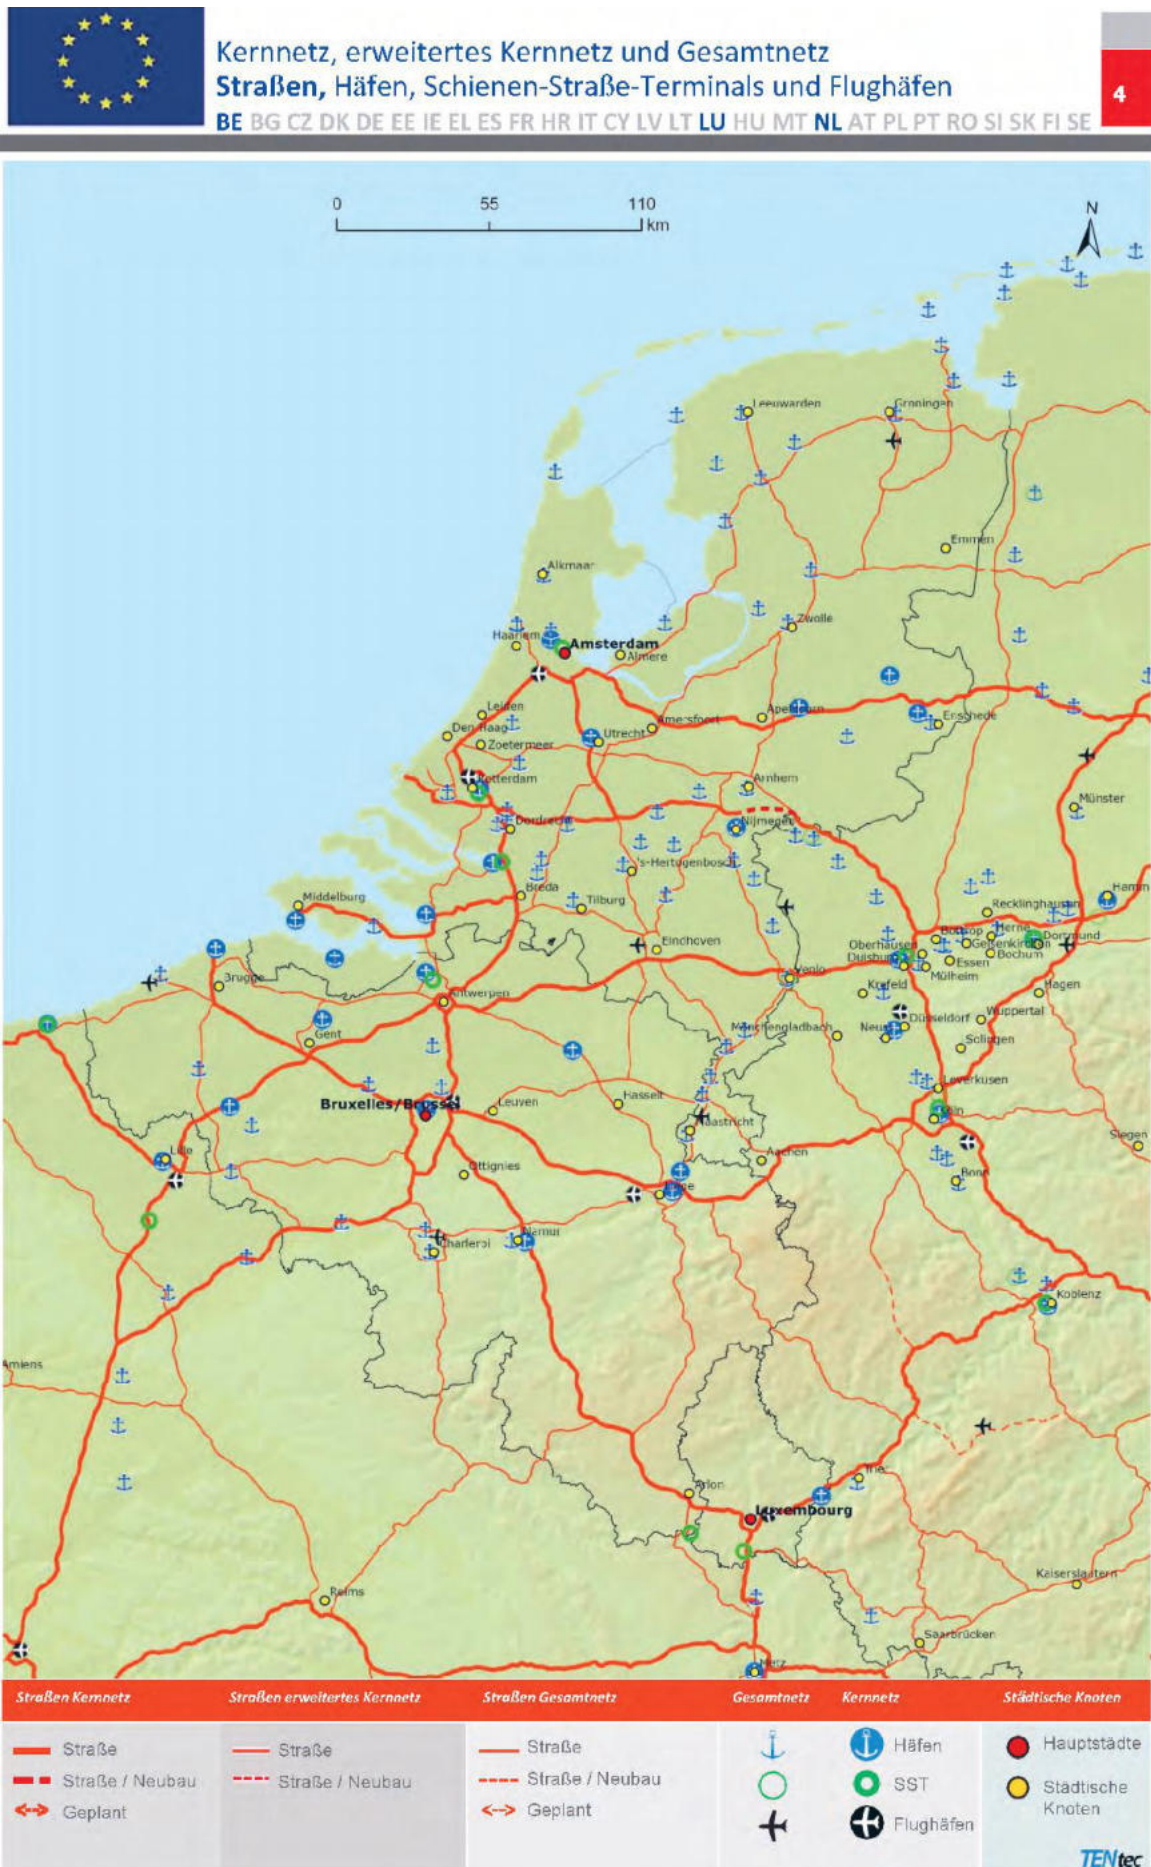 Kernnetz, erweitertes Kernnetz und Gesamtnetz
Straßen, Häfen, Schienen-Straße-Terminals und Flughäfen
4
BE BG CZ DK DE EE IE EL ES FR HR IT CY LV LT LU HU MT NL AT PL PT RO SI SK FI SE
0 55 110
km
N
Leeuwarden
Groningen
Emmen
Alkmaar
Zwolle
Haarlem
Amsterdam
Almere
Leiden
Apeldoorn
Enschede
Amersfoort
Den Haag
Utrecht
Zoetermeer
Rotterdam
Arnhem
Münster
Dordrecht
Nijmegen
's-Hertogenbosch
Middelburg
Breda
Tilburg
Hamm
Recklinghausen
Eindhoven
Bottrop
Herne
Dortmund
Oberhausen
Gelsenkirchen
Duisburg
Essen
Bochum
Mülheim
Venlo
Brugge
Krefeld
Hagen
Antwerpen
Wuppertal
Düsseldorf
Gent
Mönchengladbach
Neuss
Solingen
Leverkusen
Bruxelles/Brussel
Leuven
Hasselt
Köln
Maastricht
Siegen
Lille
Aachen
Ottignies
Bonn
Liège
Namur
Charleroi
Koblenz
Amiens
Trier
Arlon
Luxembourg
Kaiserslautern
Reims
Saarbrücken
Metz
Straßen Kernnetz
Straßen erweitertes Kernnetz
Straßen Gesamtnetz
Gesamtnetz
Kernnetz
Städtische Knoten
Straße
Straße / Neubau
Geplant
Straße
Straße / Neubau
Straße
Straße / Neubau
Geplant
Häfen
SST
Flughäfen
Hauptstädte
Städtische
Knoten
TENtec